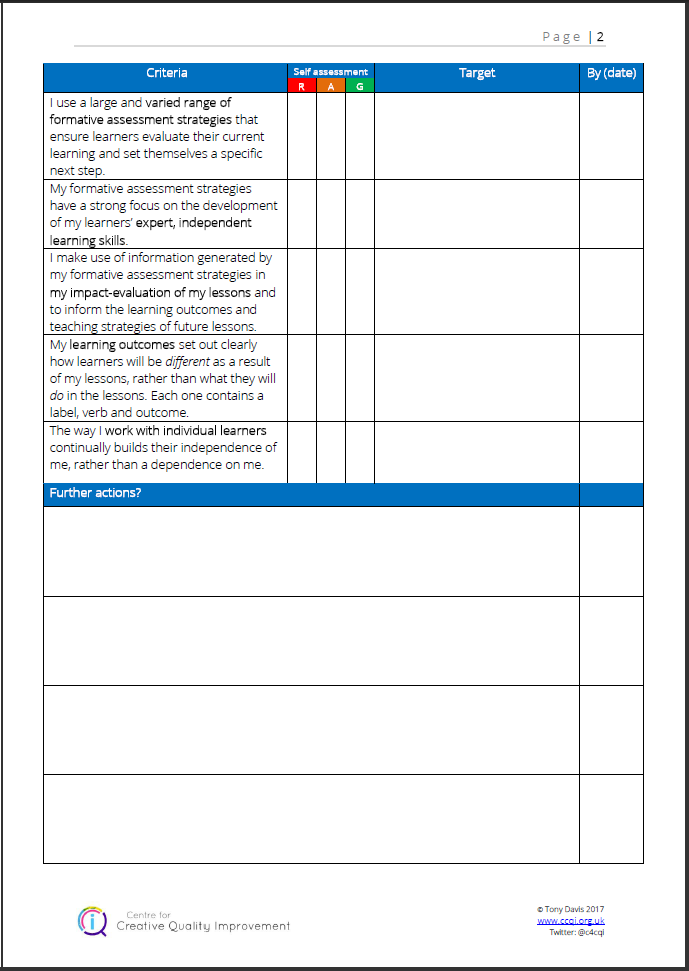 Page | 2
Criteria
Self assessment
Target
By (date)
R A G
I use a large and varied range of
formative assessment strategies that
ensure learners evaluate their current
learning and set themselves a specific
next step.
My formative assessment strategies
have a strong focus on the development
of my learners’ expert, independent
learning skills.
I make use of information generated by
my formative assessment strategies in
my impact-evaluation of my lessons and
to inform the learning outcomes and
teaching strategies of future lessons.
My learning outcomes set out clearly
how learners will be different as a result
of my lessons, rather than what they will
do in the lessons. Each one contains a
label, verb and outcome.
The way I work with individual learners
continually builds their independence of
me, rather than a dependence on me.
Further actions?
Centre for
Creative Quality Improvement
© Tony Davis 2017
www.ccqi.org.uk
Twitter: @c4cqi